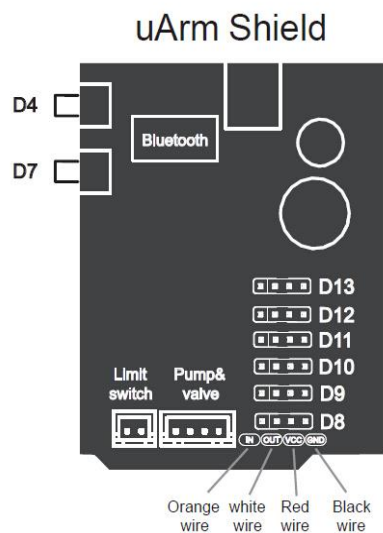 uArm Shield
D4
Bluetooth
D7
D13
D12
D11
D10
D9
D8
Limit
switch
Pump&
valve
IN OUT VCC GND
Orange
wire
white
wire
Red
wire
Black
wire